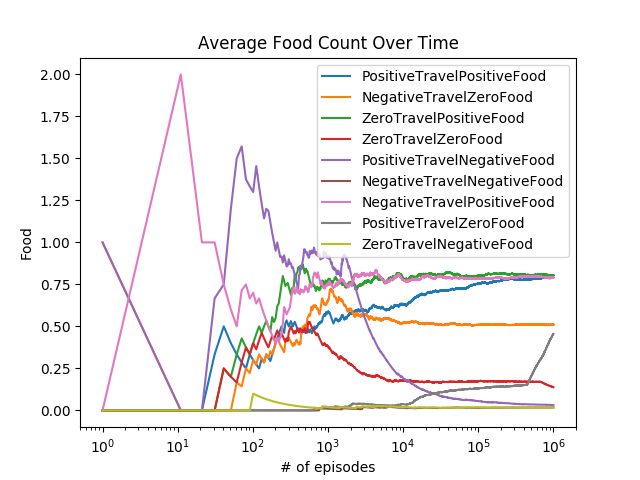 Average Food Count Over Time
2.00
1.75
1.50
1.25
1.00
0.75
0.50
0.25
0.00
Food
PositiveTravelPositiveFood
NegativeTravelZeroFood
ZeroTravelPositiveFood
ZeroTravelZeroFood
PositiveTravelNegativeFood
NegativeTravelNegativeFood
NegativeTravelPositiveFood
PositiveTravelZeroFood
ZeroTravelNegativeFood
10⁰ 10¹ 10² 10³ 10⁴ 10⁵ 10⁶
# of episodes